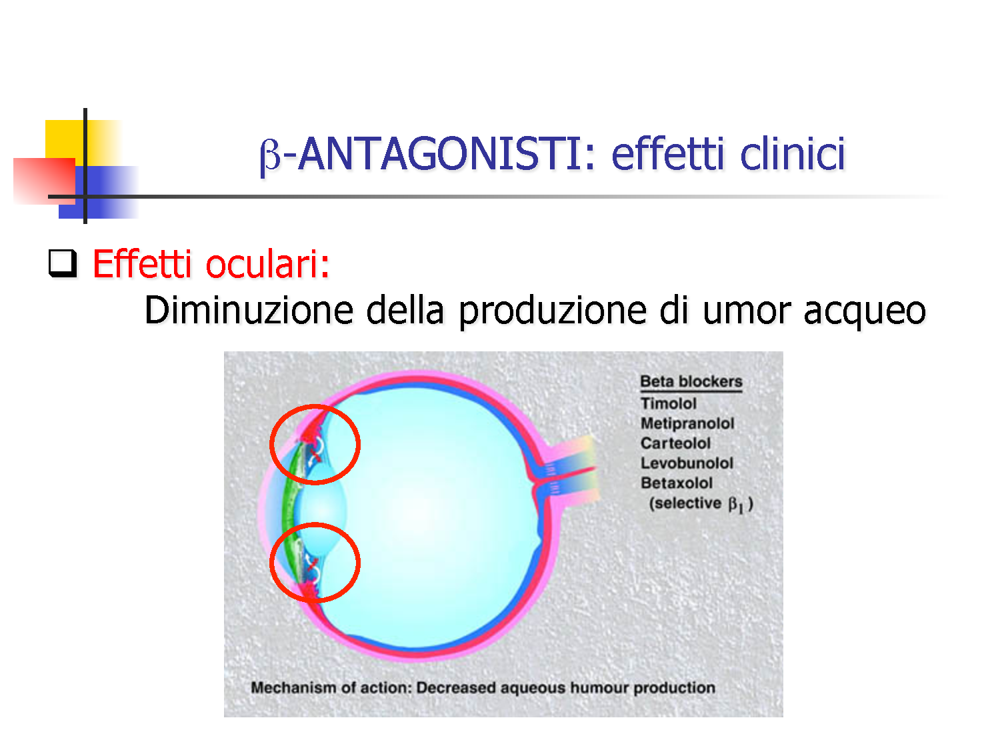 β-ANTAGONISTI: effetti clinici
Effetti oculari:
Diminuzione della produzione di umor acqueo
Beta blockers
Timolol
Metipranolol
Carteolol
Levobunolol
Betaxolol
(selective β₁)
Mechanism of action: Decreased aqueous humour production